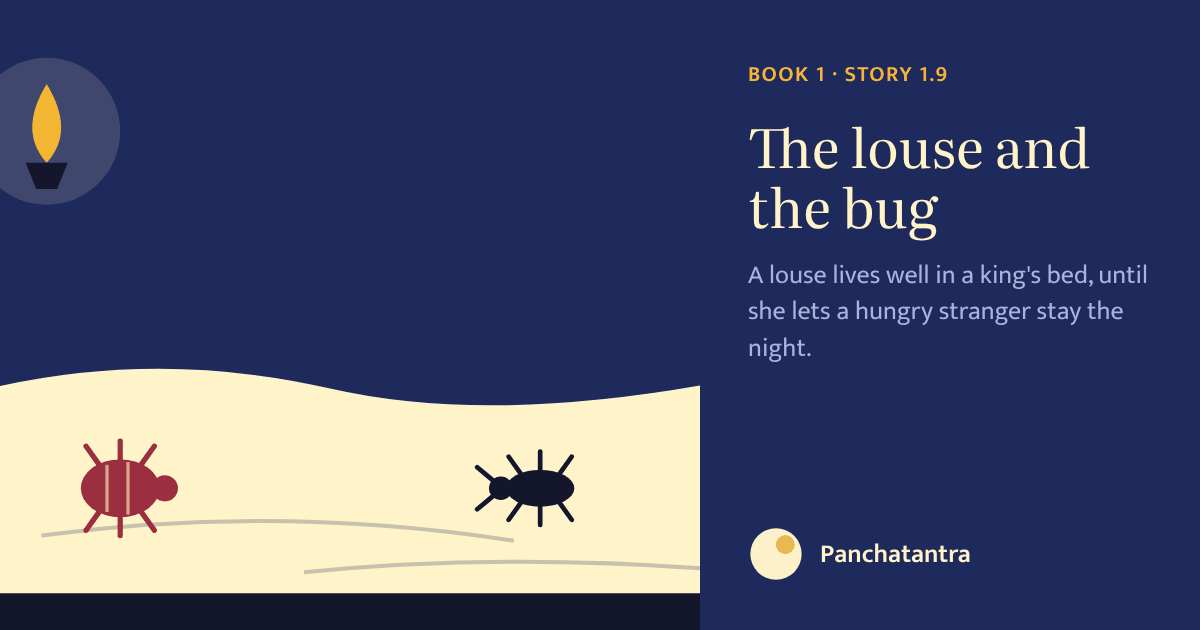 BOOK 1 · STORY 1.9
The louse and
the bug
A louse lives well in a king's bed, until
she lets a hungry stranger stay the
night.
Panchatantra